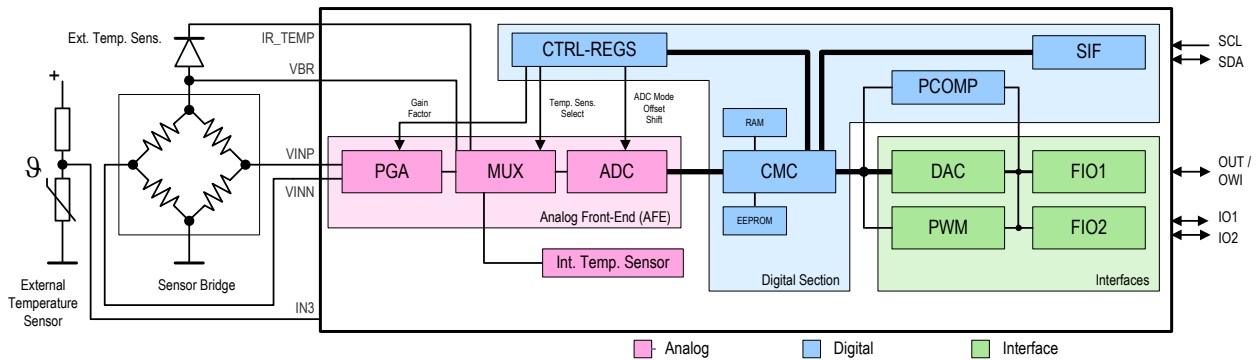 Ext. Temp. Sens.
IR_TEMP
VBR
CTRL-REGS
SIF
SCL
SDA
PCOMP
+
Gain
Factor
Temp. Sens.
Select
ADC Mode
Offset
Shift
RAM
ϑ
VINP
VINN
PGA
MUX
ADC
CMC
DAC
FIO1
OUT /
OWI
Analog Front-End (AFE)
EEPROM
PWM
FIO2
IO1
IO2
Int. Temp. Sensor
External
Temperature
Sensor
Sensor Bridge
IN3
Digital Section
Interfaces
Analog
Digital
Interface